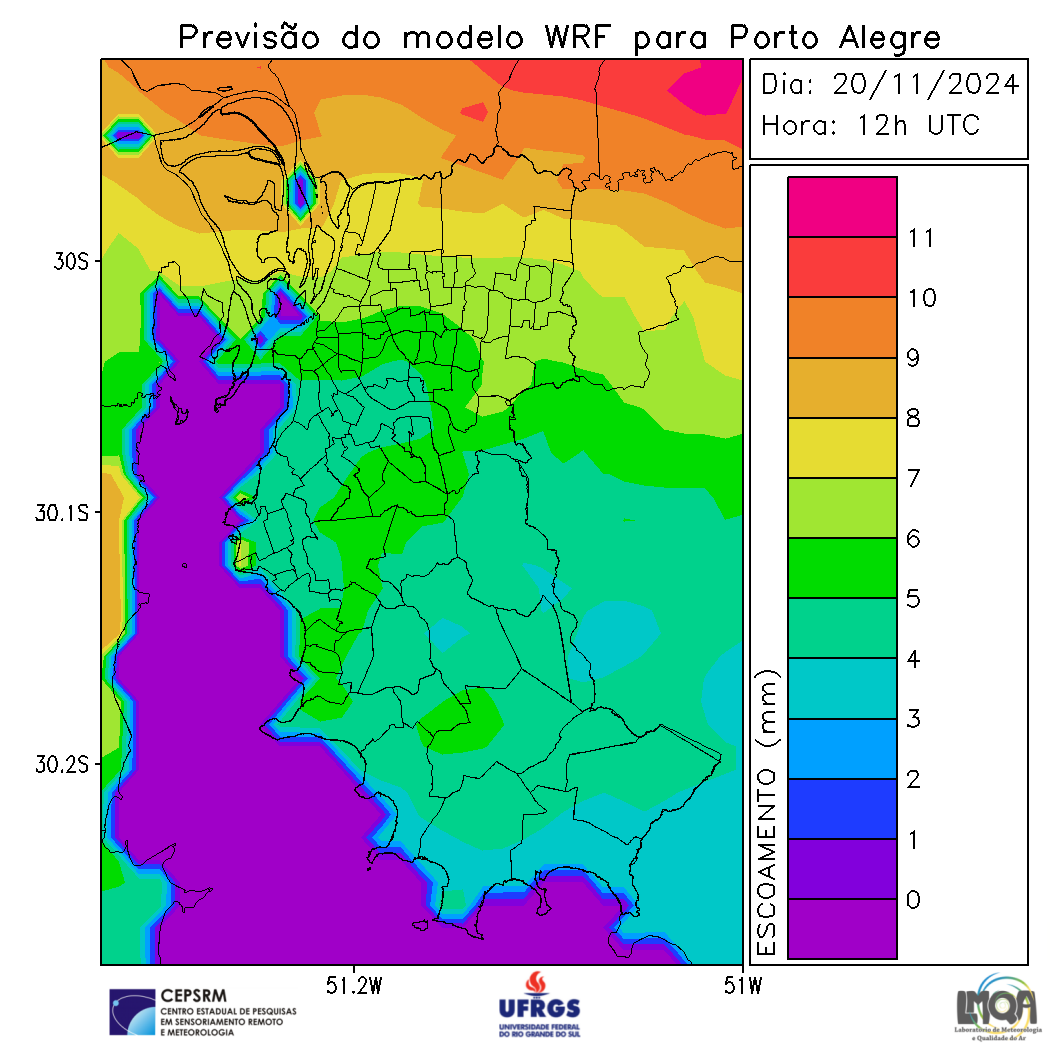 Previsão do modelo WRF para Porto Alegre
Dia: 20/11/2024
Hora: 12h UTC
30S
30.1S
30.2S
51.2W
51W
ESCOAMENTO (mm)
11
10
9
8
7
6
5
4
3
2
1
0
CEPSRM
CENTRO ESTADUAL DE PESQUISAS
EM SENSORIAMENTO REMOTO
E METEOROLOGIA
UFRGS
UNIVERSIDADE FEDERAL
DO RIO GRANDE DO SUL
LMQA
Laboratório de Meteorologia
e Qualidade do Ar